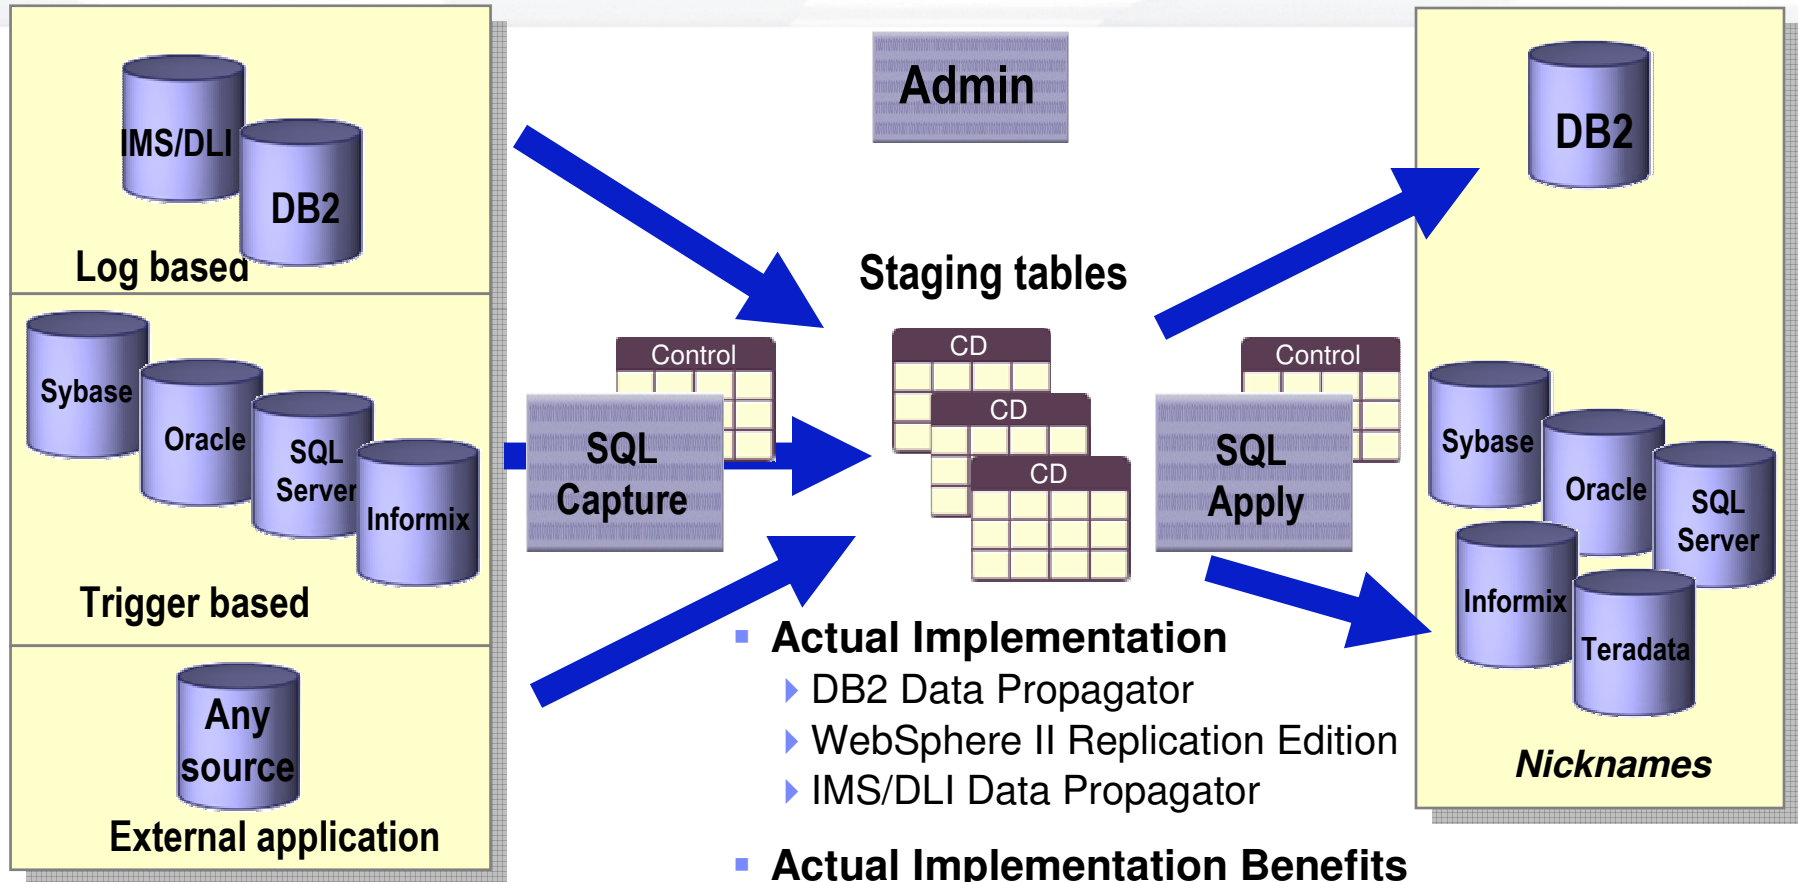 IMS/DLI
DB2
Log based
Sybase
Oracle
SQL
Server
Informix
Trigger based
Any
source
External application
Admin
Staging tables
Control
SQL
Capture
CD
CD
CD
Control
SQL
Apply
Actual Implementation
DB2 Data Propagator
WebSphere II Replication Edition
IMS/DLI Data Propagator
Actual Implementation Benefits
DB2
Sybase
Oracle
SQL
Server
Informix
Teradata
Nicknames